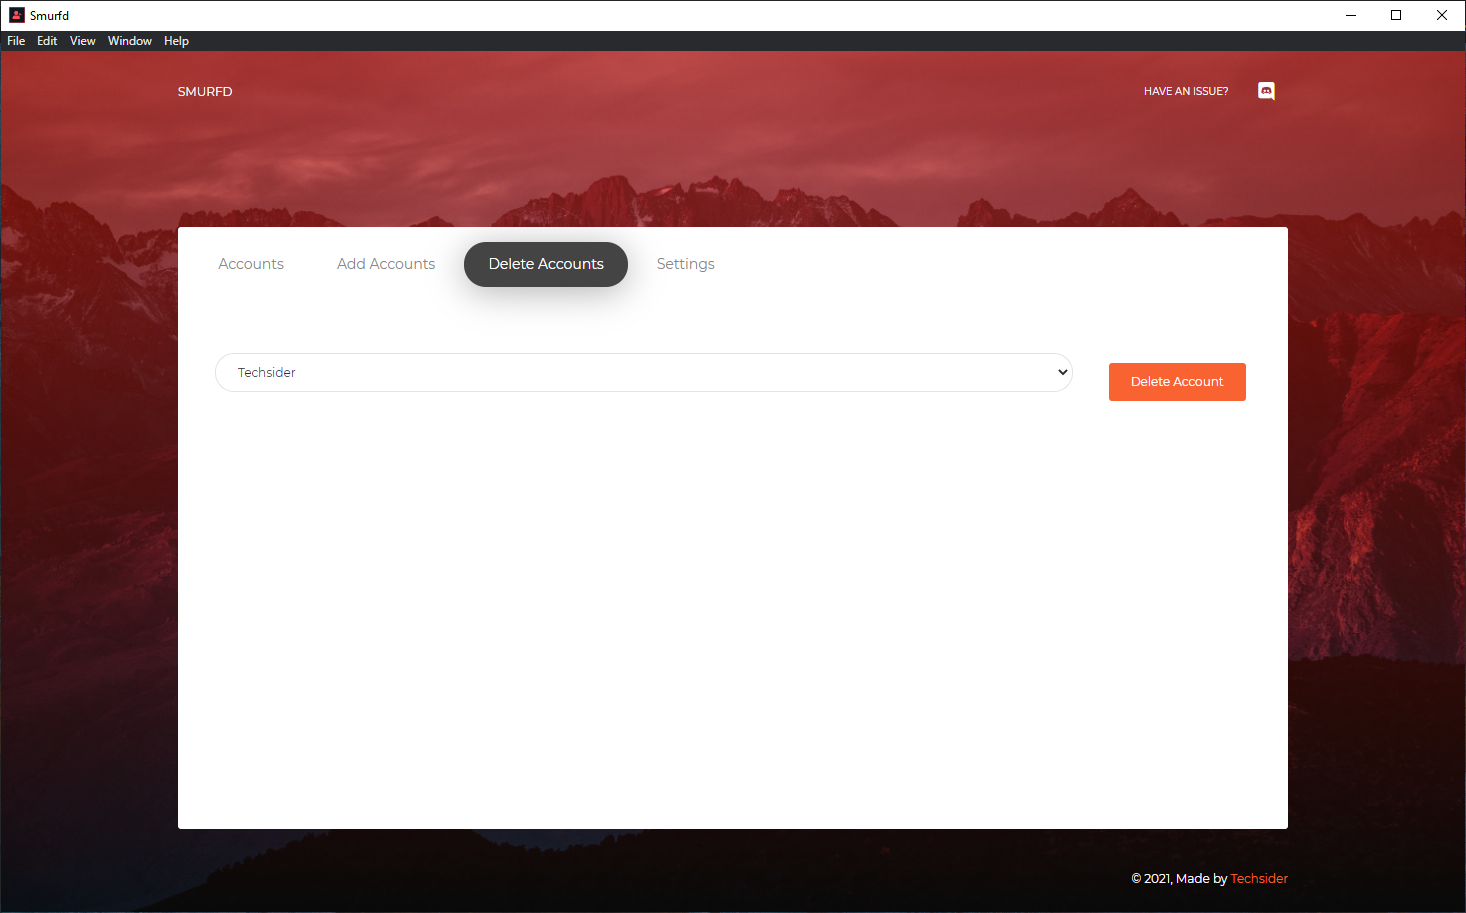 Smurfd
File Edit View Window Help
SMURFD HAVE AN ISSUE?
Accounts Add Accounts Delete Accounts Settings
Techsider Delete Account
© 2021, Made by Techsider